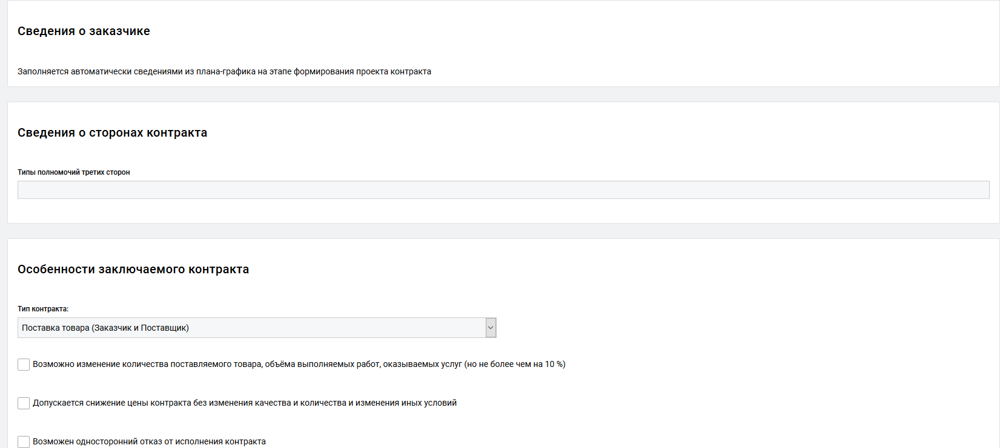 Сведения о заказчике
Заполняется автоматически сведениями из плана-графика на этапе формирования проекта контракта
Сведения о сторонах контракта
Типы полномочий третих сторон
Особенности заключаемого контракта
Тип контракта:
Поставка товара (Заказчик и Поставщик)
Возможно изменение количества поставляемого товара, объёма выполняемых работ, оказываемых услуг (но не более чем на 10 %)
Допускается снижение цены контракта без изменения качества и количества и изменения иных условий
Возможен односторонний отказ от исполнения контракта